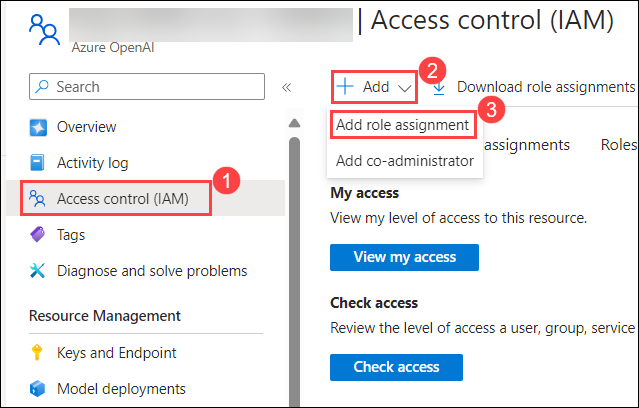 | Access control (IAM)
Azure OpenAI
Search
«
+ Add
2
Download role assignments
Overview
Add role assignment
3
assignments
Roles
Activity log
Add co-administrator
Access control (IAM)
1
My access
View my level of access to this resource.
Tags
View my access
Diagnose and solve problems
Check access
Resource Management
Review the level of access a user, group, service
Keys and Endpoint
Check access
Model deployments